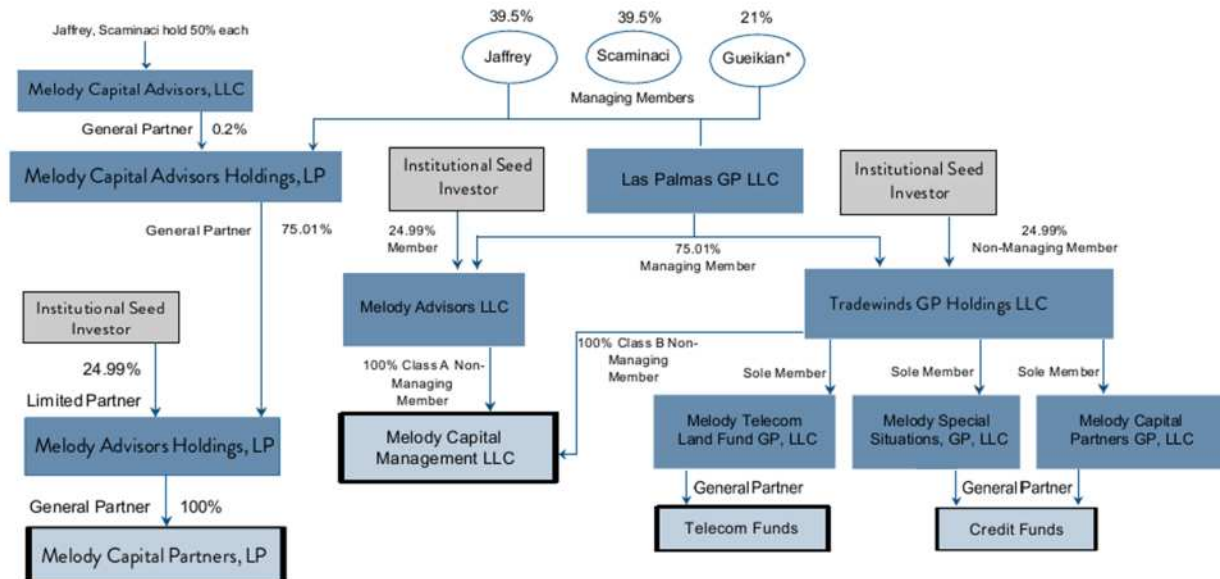 39.5%
39.5%
21%
Jaffrey, Scaminaci hold 50% each
Jaffrey
Scaminaci
Gueikian*
Melody Capital Advisors, LLC
Managing Members
General Partner 0.2%
Melody Capital Advisors Holdings, LP
Institutional Seed
Investor
Las Palmas GP LLC
Institutional Seed
Investor
General Partner 75.01%
24.99%
Member
75.01%
Managing Member
24.99%
Non-Managing Member
Institutional Seed
Investor
Melody Advisors LLC
Tradewinds GP Holdings LLC
24.99%
Limited Partner
100% Class A Non-
Managing
Member
100% Class B Non-
Managing
Member
Sole Member
Sole Member
Sole Member
Melody Advisors Holdings, LP
Melody Capital
Management LLC
Melody Telecom
Land Fund GP, LLC
Melody Special
Situations, GP, LLC
Melody Capital
Partners GP, LLC
General Partner 100%
General Partner
General Partner
Melody Capital Partners, LP
Telecom Funds
Credit Funds